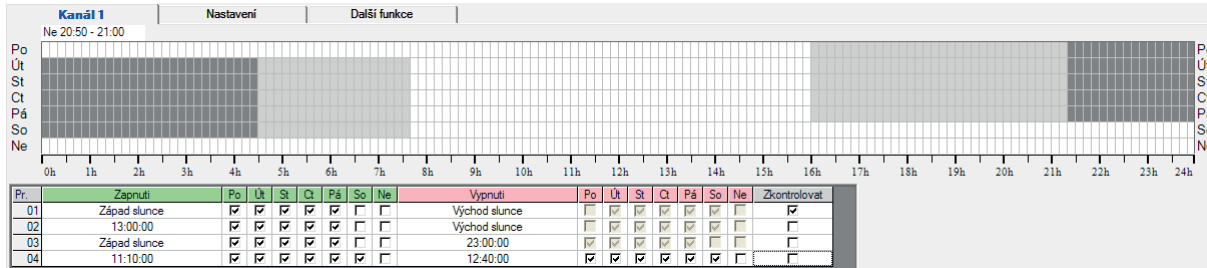 Kanál 1 Nastavení Další funkce
Ne 20:50 - 21:00
Po
Út
St
Ct
Pá
So
Ne
0h 1h 2h 3h 4h 5h 6h 7h 8h 9h 10h 11h 12h 13h 14h 15h 16h 17h 18h 19h 20h 21h 22h 23h 24h
Pr. Zapnuti Po Út St Ct Pá So Ne Vypnuti Po Út St Ct Pá So Ne Zkontrolovat
01 Západ slunce Východ slunce
02 13:00:00 Východ slunce
03 Západ slunce 23:00:00
04 11:10:00 12:40:00